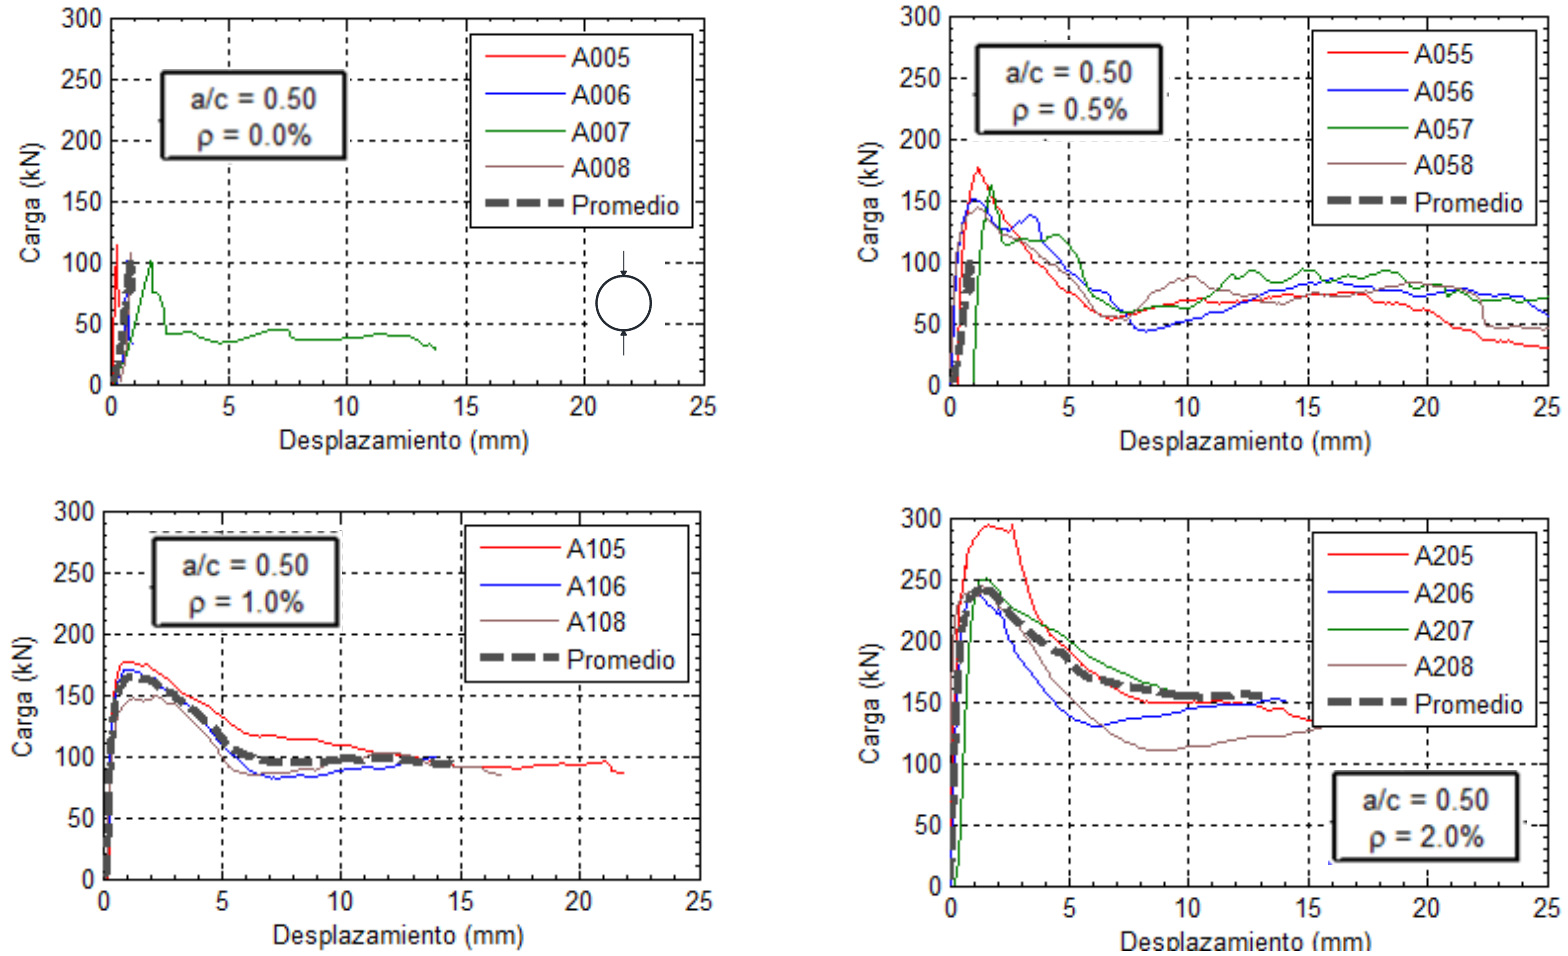 300
250
200
150
100
50
0
Carga (kN)
a/c = 0.50
ρ = 0.0%
A005
A006
A007
A008
Promedio
0 5 10 15 20 25
Desplazamiento (mm)
300
250
200
150
100
50
0
Carga (kN)
a/c = 0.50
ρ = 0.5%
A055
A056
A057
A058
Promedio
0 5 10 15 20 25
Desplazamiento (mm)
300
250
200
150
100
50
0
Carga (kN)
a/c = 0.50
ρ = 1.0%
A105
A106
A108
Promedio
0 5 10 15 20 25
Desplazamiento (mm)
300
250
200
150
100
50
0
Carga (kN)
A205
A206
A207
A208
Promedio
a/c = 0.50
ρ = 2.0%
0 5 10 15 20 25
Desplazamiento (mm)